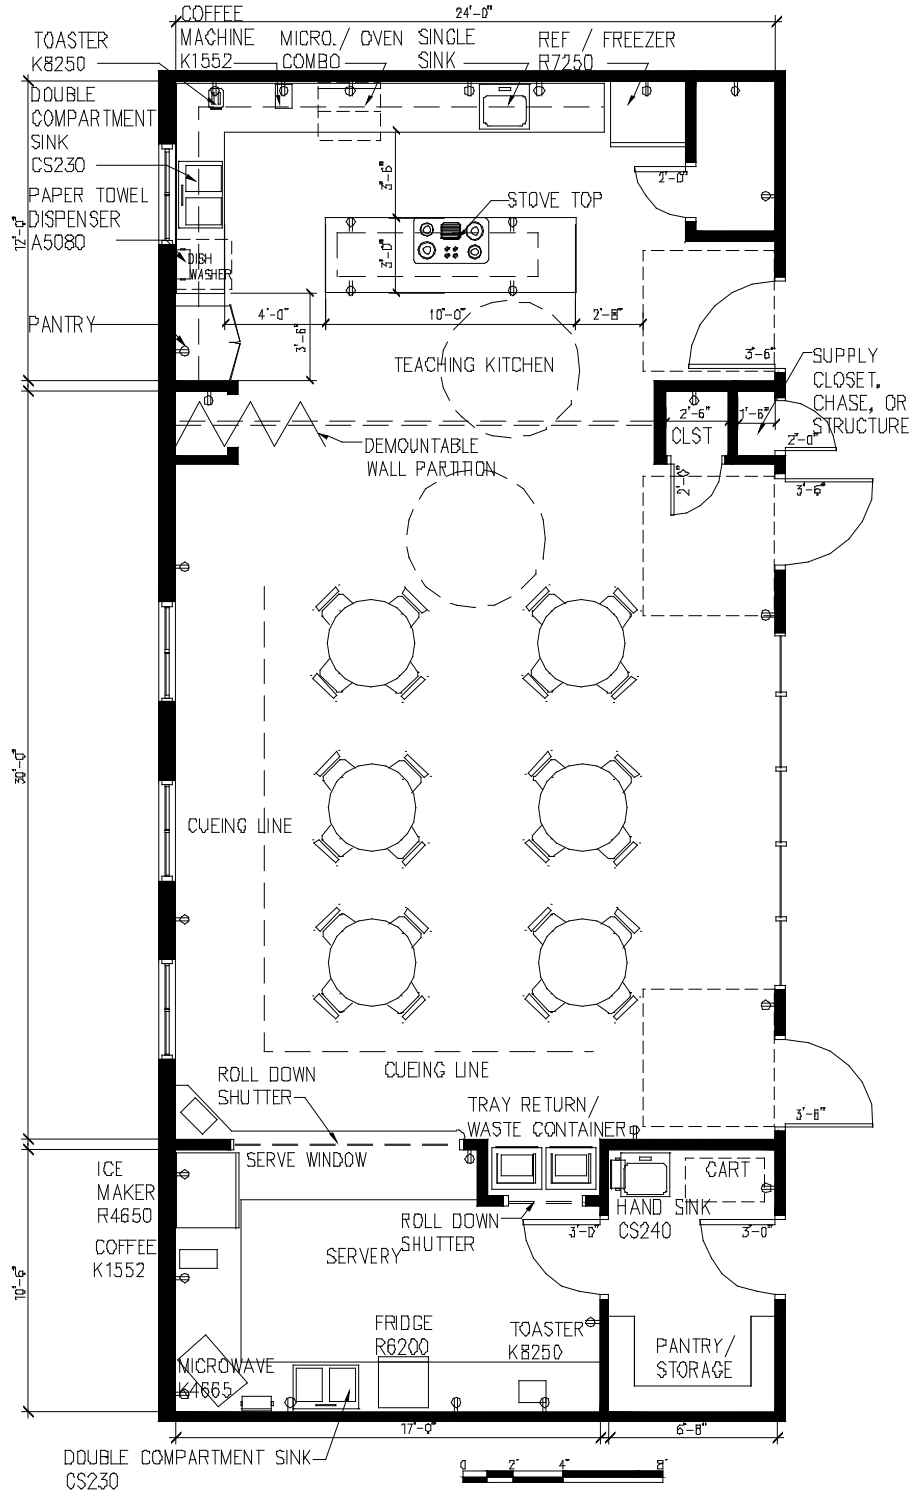 24'-0"
COFFEE
MACHINE
K1552
TOASTER
K8250
MICRO./ OVEN
COMBO
SINGLE
SINK
REF / FREEZER
R7250
DOUBLE
COMPARTMENT
SINK
CS230
PAPER TOWEL
DISPENSER
A5080
12'-0"
3'-6"
2'-0"
STOVE TOP
3'-0"
DISH
WASHER
4'-0"
10'-0"
2'-8"
PANTRY
3'-6"
TEACHING KITCHEN
3'-6"
SUPPLY
CLOSET,
CHASE, OR
STRUCTURE
2'-6"
1'-6"
CLST
2'-0"
DEMOUNTABLE
WALL PARTITION
2'-0"
3'-6"
30'-0"
CUEING LINE
CUEING LINE
ROLL DOWN
SHUTTER
TRAY RETURN/
WASTE CONTAINER
3'-6"
SERVE WINDOW
ICE
MAKER
R4650
CART
HAND SINK
CS240
ROLL DOWN
SHUTTER
3'-0"
3'-0"
COFFEE
K1552
SERVERY
10'-6"
FRIDGE
R6200
TOASTER
K8250
PANTRY/
STORAGE
MICROWAVE
K4665
17'-0"
6'-8"
DOUBLE COMPARTMENT SINK
CS230
0 2' 4' 8'